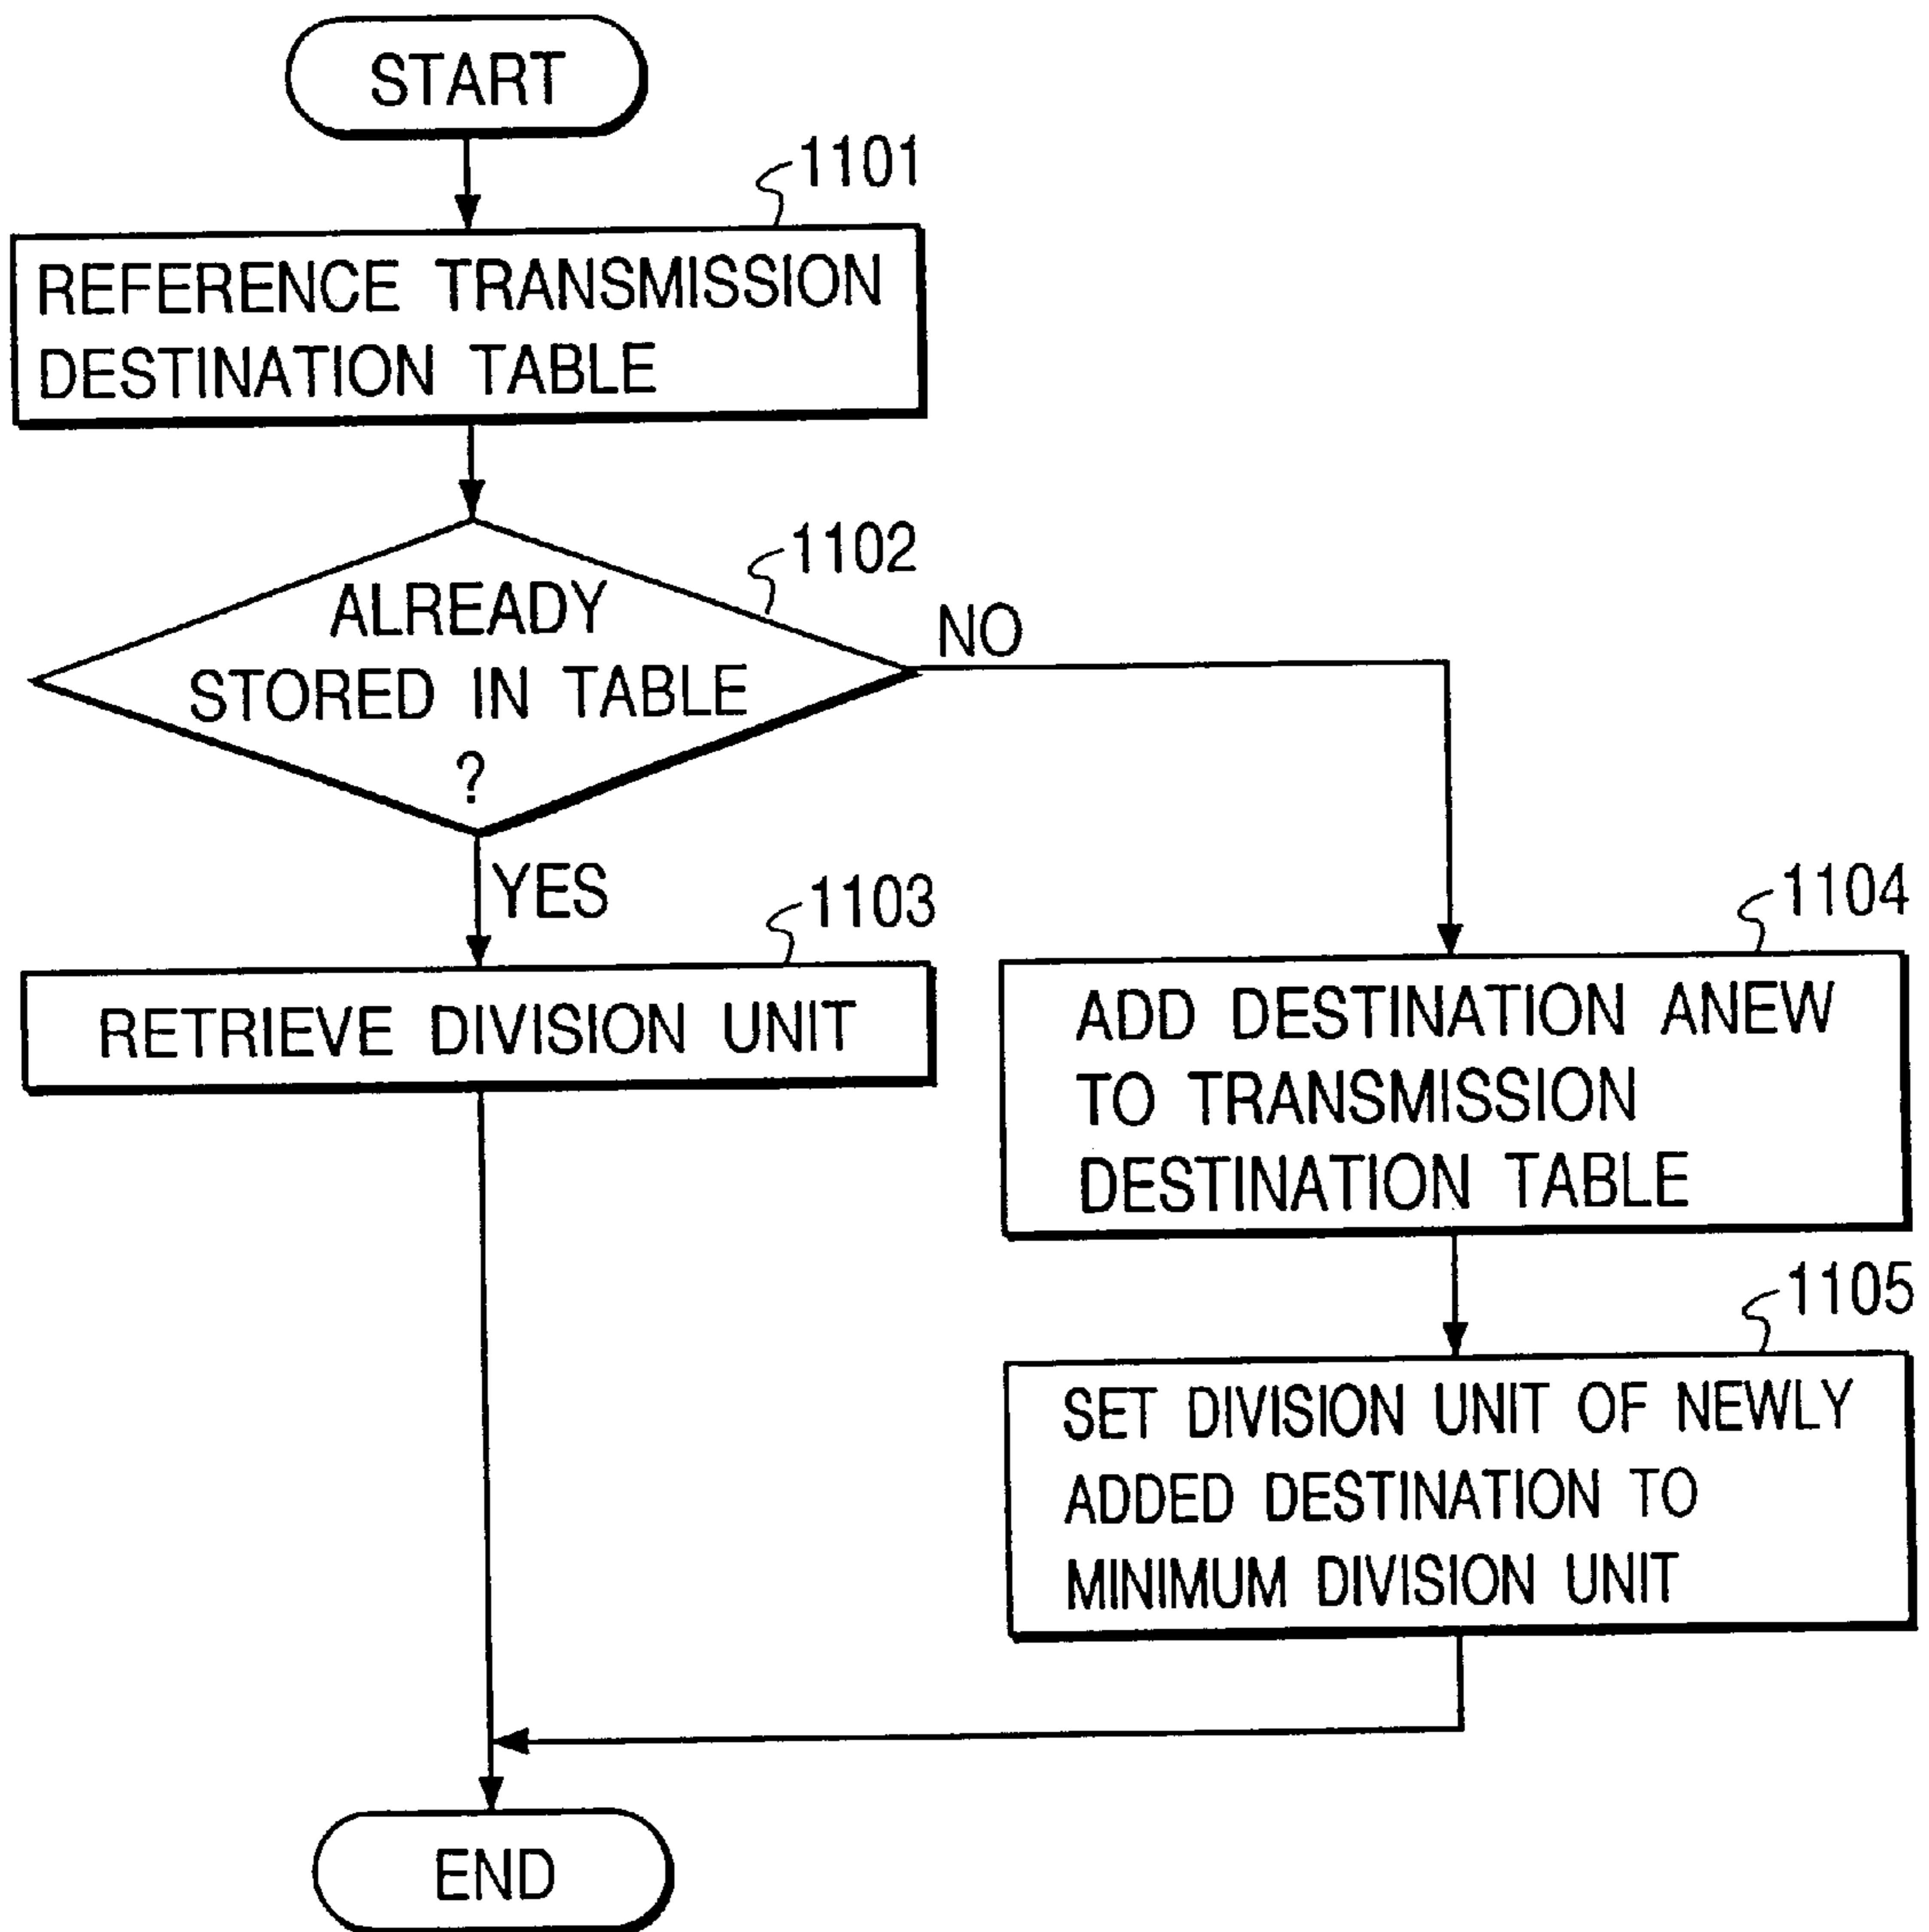 START
1101
REFERENCE TRANSMISSION
DESTINATION TABLE
1102
ALREADY
STORED IN TABLE
?
NO
YES
1103
RETRIEVE DIVISION UNIT
1104
ADD DESTINATION ANEW
TO TRANSMISSION
DESTINATION TABLE
1105
SET DIVISION UNIT OF NEWLY
ADDED DESTINATION TO
MINIMUM DIVISION UNIT
END